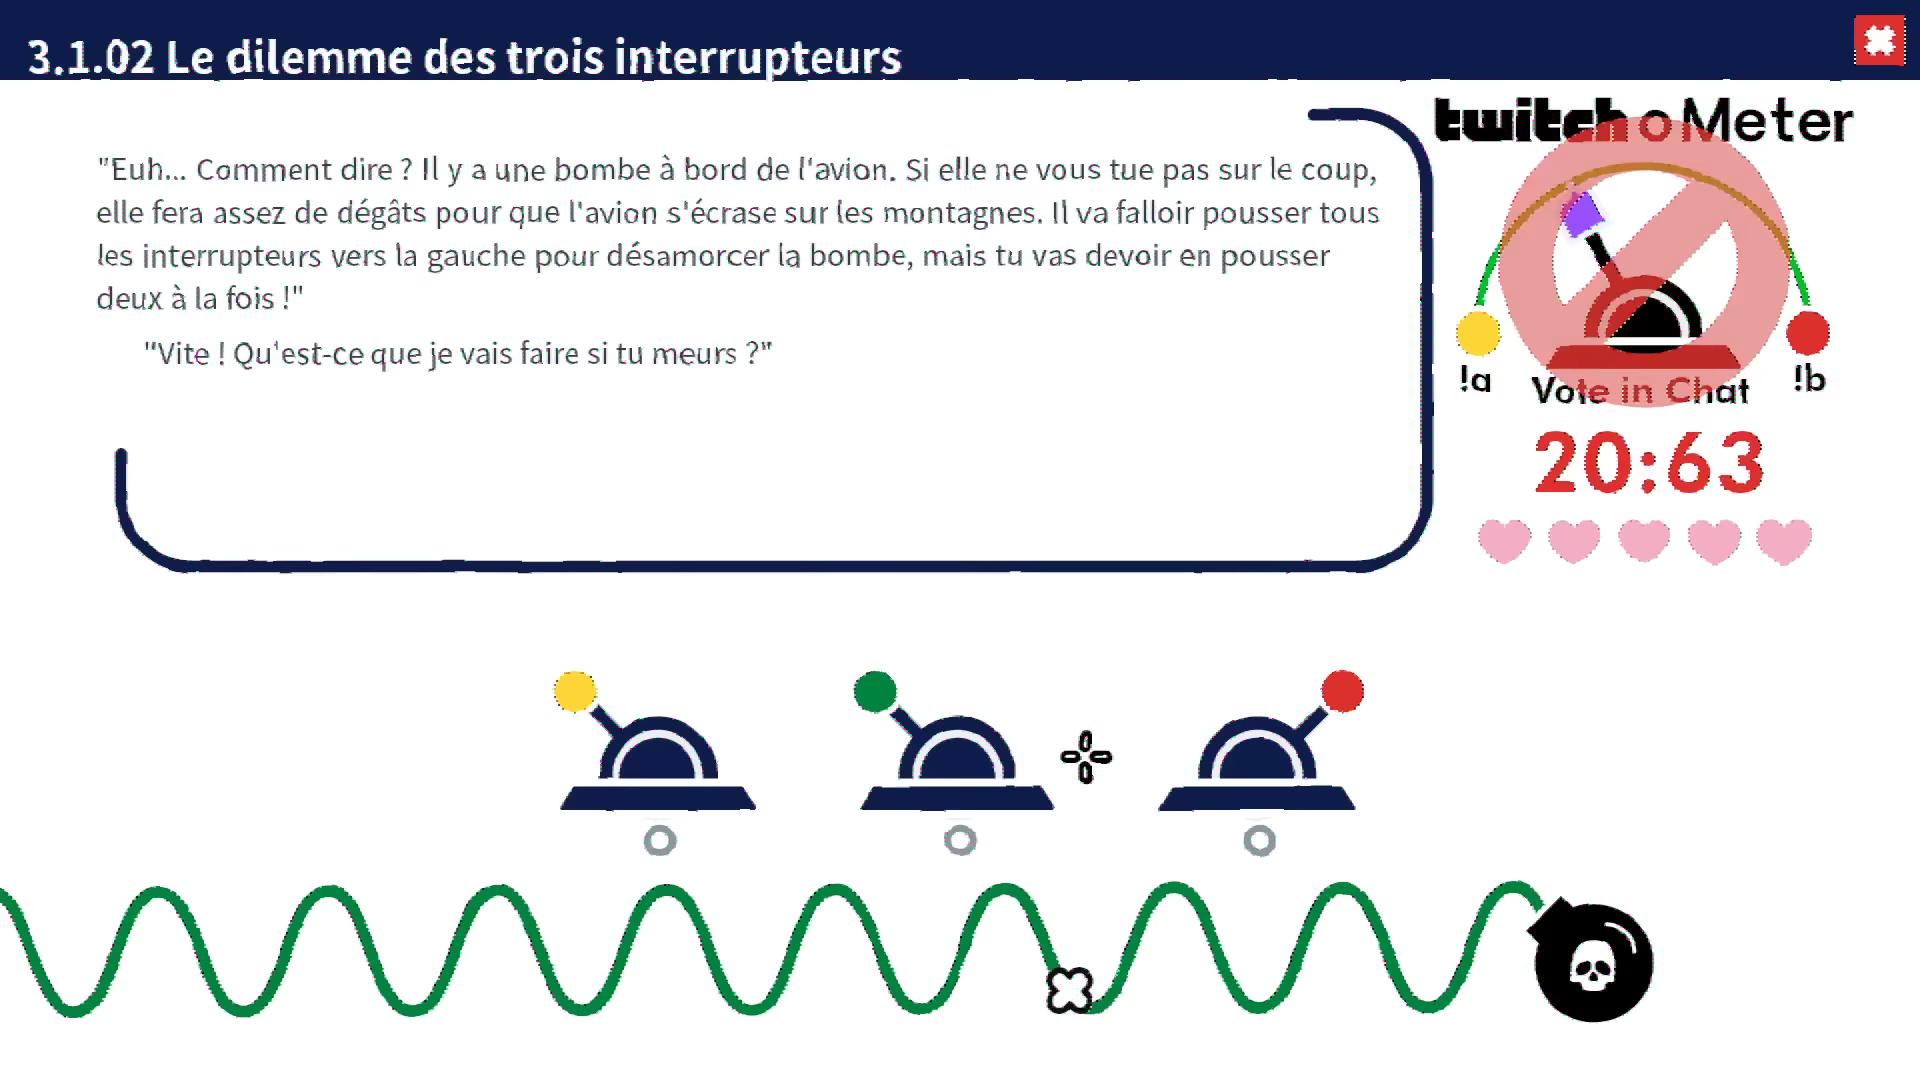 3.1.02 Le dilemme des trois interrupteurs
twitch o Meter
"Euh... Comment dire ? Il y a une bombe à bord de l'avion. Si elle ne vous tue pas sur le coup,
elle fera assez de dégâts pour que l'avion s'écrase sur les montagnes. Il va falloir pousser tous
les interrupteurs vers la gauche pour désamorcer la bombe, mais tu vas devoir en pousser
deux à la fois !"
"Vite ! Qu'est-ce que je vais faire si tu meurs ?"
!a
!b
Vote in Chat
20:63